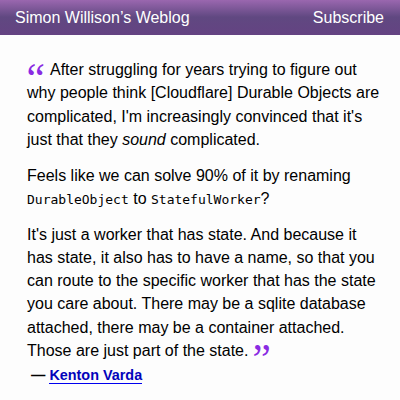 Simon Willison’s Weblog
Subscribe
“ After struggling for years trying to figure out
why people think [Cloudflare] Durable Objects are
complicated, I'm increasingly convinced that it's
just that they sound complicated.
Feels like we can solve 90% of it by renaming
DurableObject to StatefulWorker?
It's just a worker that has state. And because it
has state, it also has to have a name, so that you
can route to the specific worker that has the state
you care about. There may be a sqlite database
attached, there may be a container attached.
Those are just part of the state. ”
— Kenton Varda